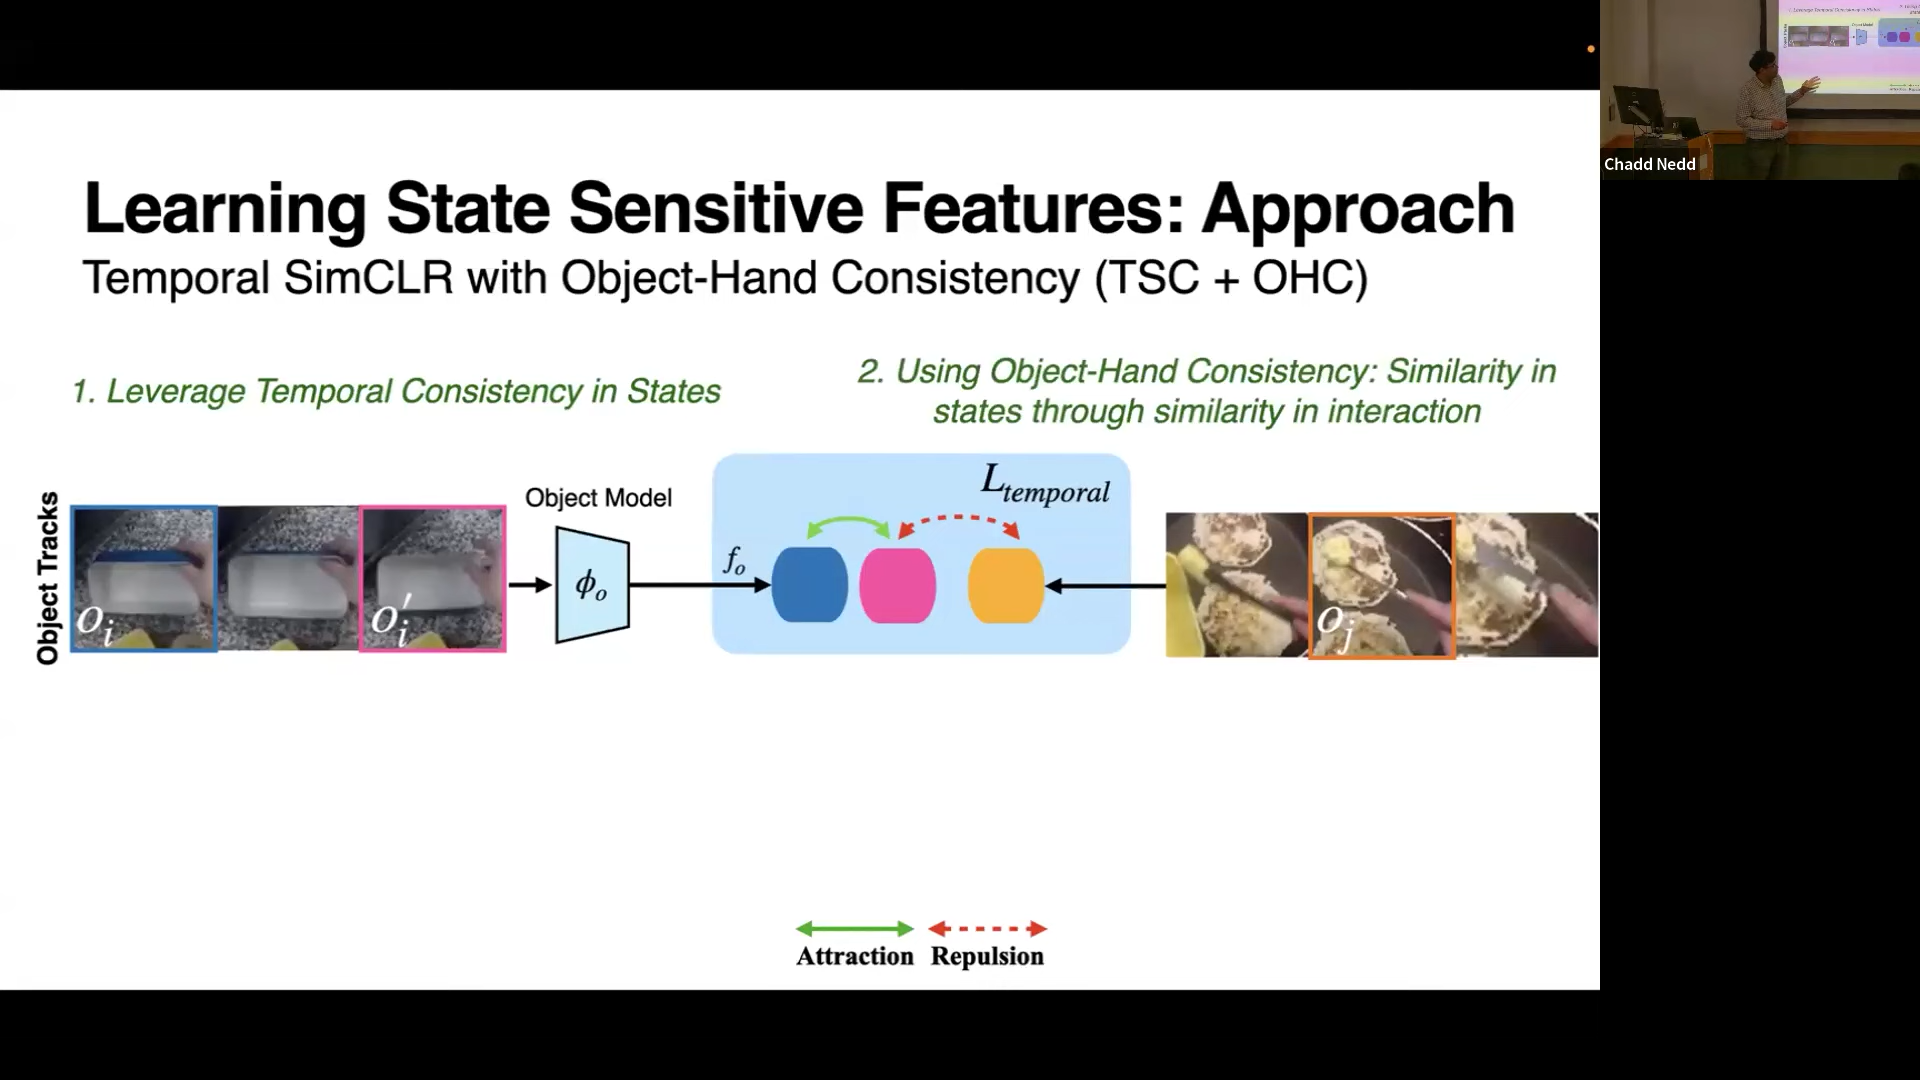 Learning State Sensitive Features: Approach
Temporal SimCLR with Object-Hand Consistency (TSC + OHC)
1. Leverage Temporal Consistency in States
2. Using Object-Hand Consistency: Similarity in
states through similarity in interaction
Object Tracks
o_i
o'_i
Object Model
ϕ_o
f_o
L_temporal
o_j
Attraction
Repulsion
Chadd Nedd